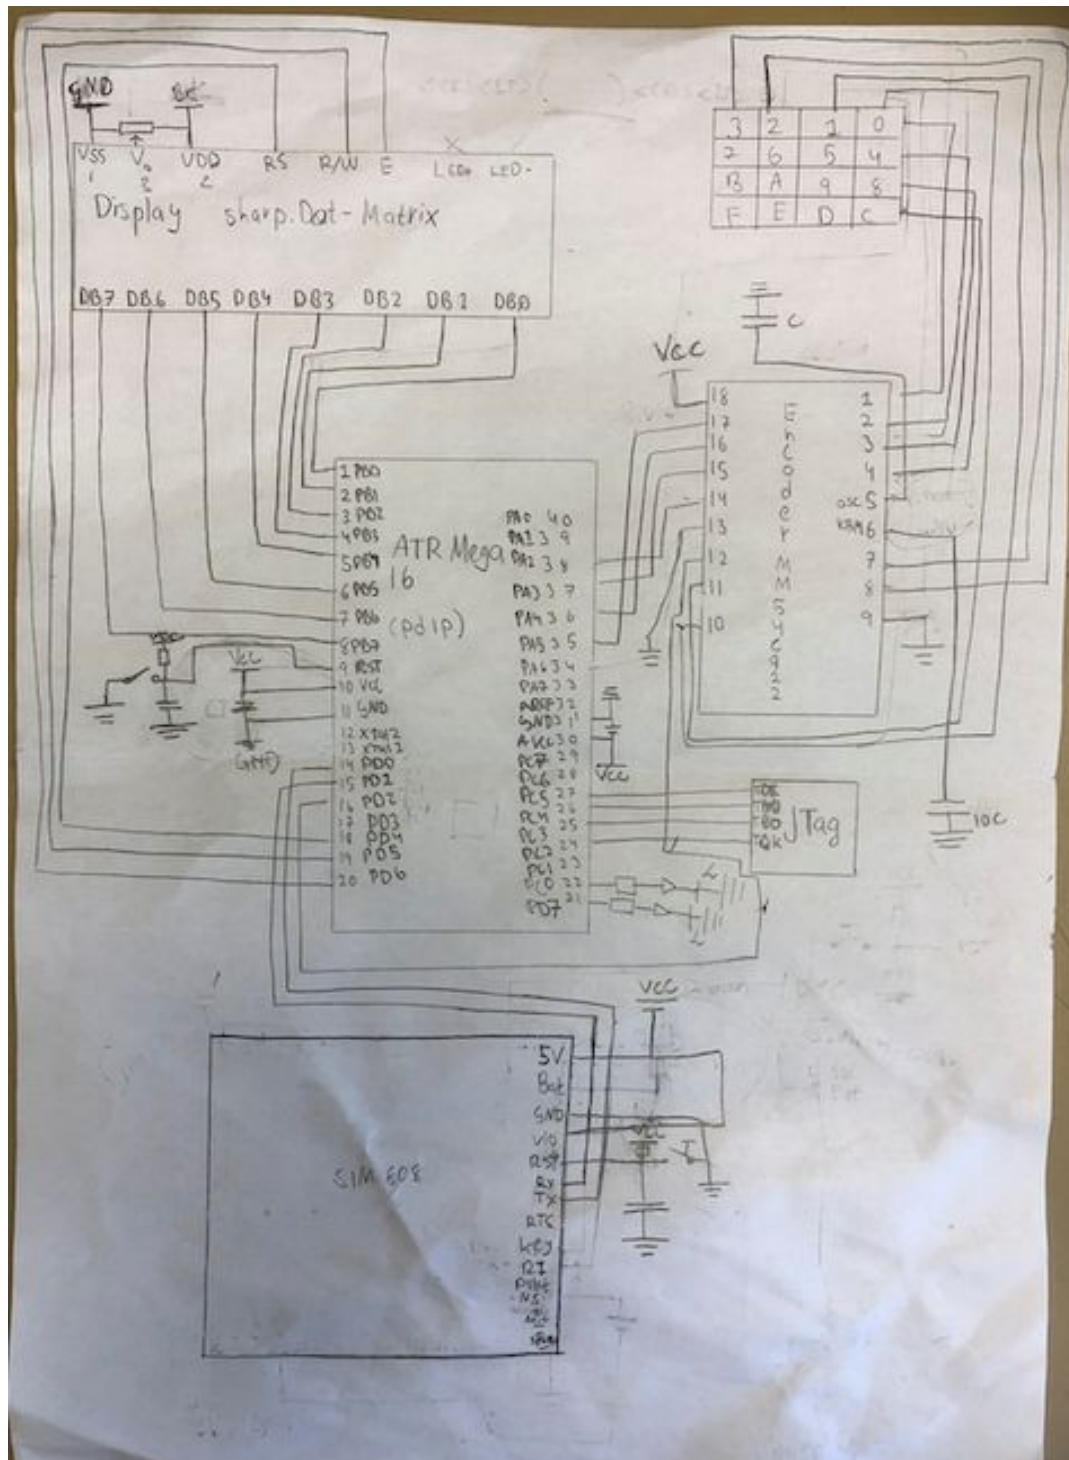 GND
VSS V0 VDD RS R/W E LED+ LED-
1 3 2
Display sharp.Dot-Matrix
DB7 DB6 DB5 DB4 DB3 DB2 DB1 DB0
3 2 1 0
7 6 5 4
B A 9 8
F E D C
C
Vcc
18
17
16
15
14
13
12
11
10
Encoder MM54C922
1
2
3
4
OSC 5
KBM 6
7
8
9
10C
1 PB0
2 PB1
3 PB2
4 PB3
5 PB4
6 PB5
7 PB6
8 PB7
9 RST
10 VCC
11 GND
12 XTal2
14 PD0
15 PD1
16 PD2
17 PD3
18 PD4
19 PD5
20 PD6
ATR Mega
16
(pdip)
PA0 40
PA1 39
PA2 38
PA3 37
PA4 36
PA5 35
PA6 34
PA7 33
AREF 32
GND 31
AVCC 30
PC7 29
PC6 28
PC5 27
PC4 26
PC3 25
PC2 24
PC1 23
PC0 22
PD7 21
Vcc
GND
Vcc
JTag
VCC
5V
Bat
GND
Vio
RST
Rx
Tx
key
RI
SIM 808
Vcc